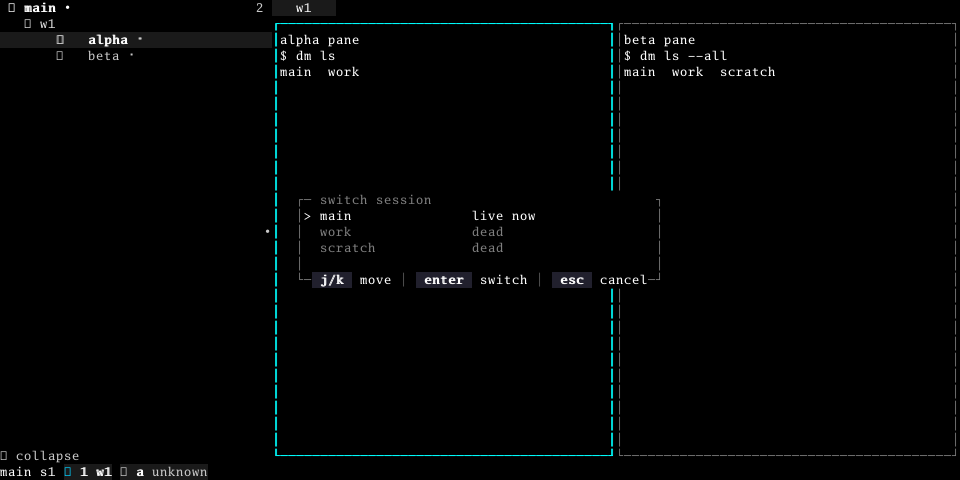 main • 2 w1
w1
alpha •
beta •
alpha pane
$ dm ls
main work
beta pane
$ dm ls --all
main work scratch
switch session
> main live now
work dead
scratch dead
j/k move │ enter switch │ esc cancel
collapse
main s1 1 w1 a unknown